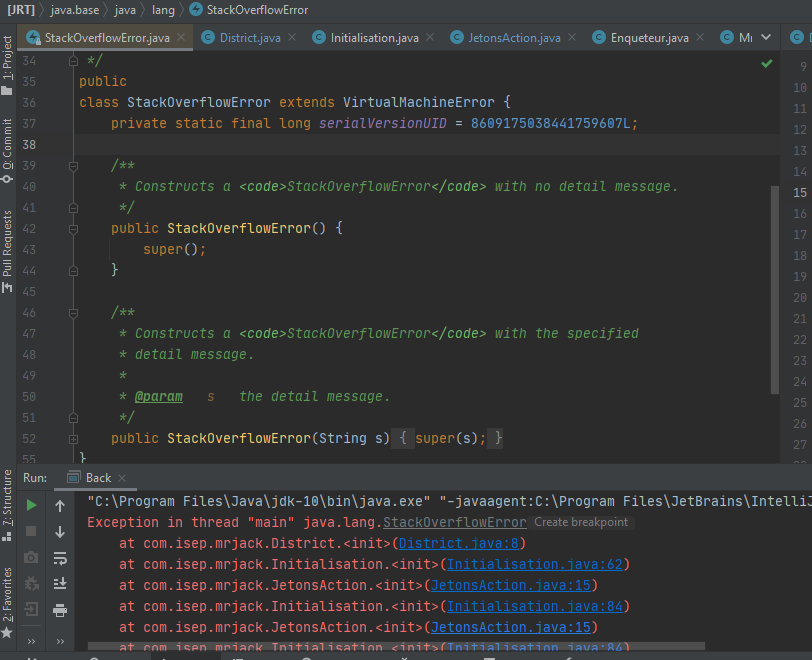 [JRT] java.base java lang StackOverflowError
StackOverflowError.java District.java Initialisation.java JetonsAction.java Enqueteur.java
1: Project
0: Commit
Pull Requests
7: Structure
2: Favorites
34 */
35 public
36 class StackOverflowError extends VirtualMachineError {
37 private static final long serialVersionUID = 8609175038441759607L;
38
39 /**
40 * Constructs a <code>StackOverflowError</code> with no detail message.
41 */
42 public StackOverflowError() {
43 super();
44 }
45
46 /**
47 * Constructs a <code>StackOverflowError</code> with the specified
48 * detail message.
49 *
50 * @param s the detail message.
51 */
52 public StackOverflowError(String s) { super(s); }
55 }
9
10
11
12
13
14
15
16
17
18
19
20
21
22
23
24
25
26
27
Run: Back
"C:\Program Files\Java\jdk-10\bin\java.exe" "-javaagent:C:\Program Files\JetBrains\IntelliJ
Exception in thread "main" java.lang.StackOverflowError Create breakpoint
at com.isep.mrjack.District.<init>(District.java:8)
at com.isep.mrjack.Initialisation.<init>(Initialisation.java:62)
at com.isep.mrjack.JetonsAction.<init>(JetonsAction.java:15)
at com.isep.mrjack.Initialisation.<init>(Initialisation.java:84)
at com.isep.mrjack.JetonsAction.<init>(JetonsAction.java:15)
at com.isep.mrjack.Initialisation.<init>(Initialisation.java:84)